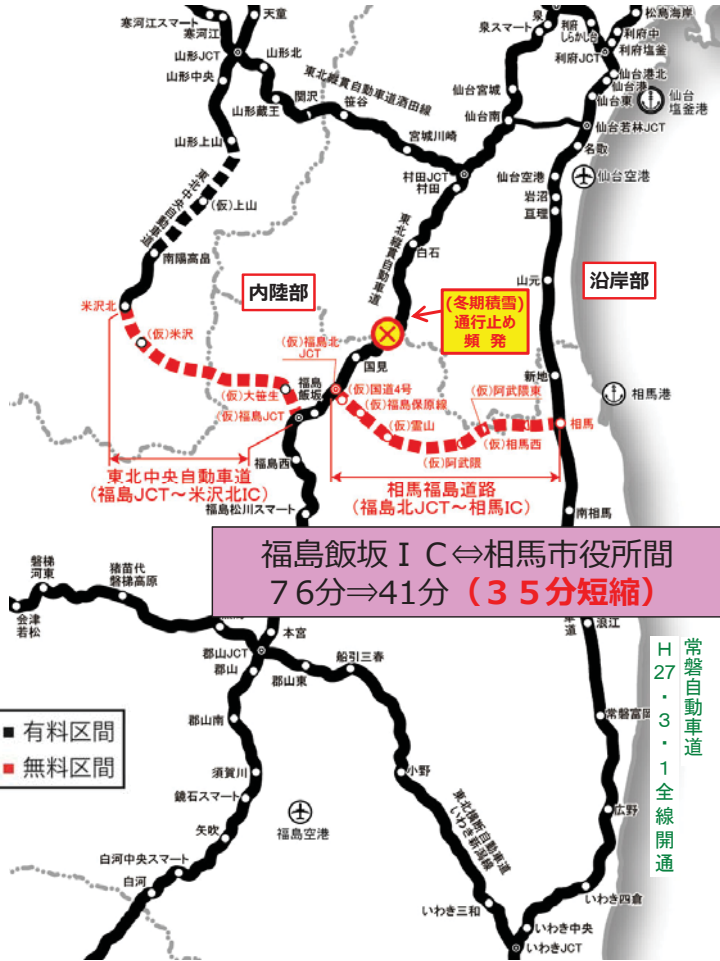 寒河江スマート
寒河江
天童
山形JCT
山形北
山形中央
東北縦貫自動車道酒田線
関沢
笹谷
山形蔵王
宮城川崎
山形上山
村田JCT
村田
泉
泉スマート
利府
しらかし台
松島海岸
利府中
利府塩釜
利府JCT
仙台港北
仙台港
仙台東
仙台
塩釜港
仙台宮城
仙台南
仙台若林JCT
名取
仙台空港
仙台空港
岩沼
亘理
東北中央自動車道
(仮)上山
南陽高畠
東北縦貫自動車道
白石
山元
内陸部
沿岸部
米沢北
(仮)米沢
(冬期積雪)
通行止め
頻 発
(仮)福島北
JCT
国見
新地
相馬港
福島
飯坂
(仮)大笹生
(仮)国道4号
(仮)福島保原線
(仮)阿武隈東
(仮)福島JCT
(仮)霊山
相馬
(仮)相馬西
(仮)阿武隈
福島西
東北中央自動車道
(福島JCT～米沢北IC)
相馬福島道路
(福島北JCT～相馬IC)
福島松川スマート
南相馬
福島飯坂ＩＣ⇔相馬市役所間
７6分⇒41分（３５分短縮）
磐梯
河東
猪苗代
磐梯高原
会津
若松
本宮
郡山JCT
郡山
郡山東
船引三春
車道
浪江
常磐自動車道
Ｈ27・３・１全線開通
常磐富岡
有料区間
無料区間
郡山南
須賀川
鏡石スマート
小野
東北横断自動車道
いわき新潟線
広野
矢吹
福島空港
白河中央スマート
白河
いわき三和
いわき四倉
いわき中央
いわきJCT